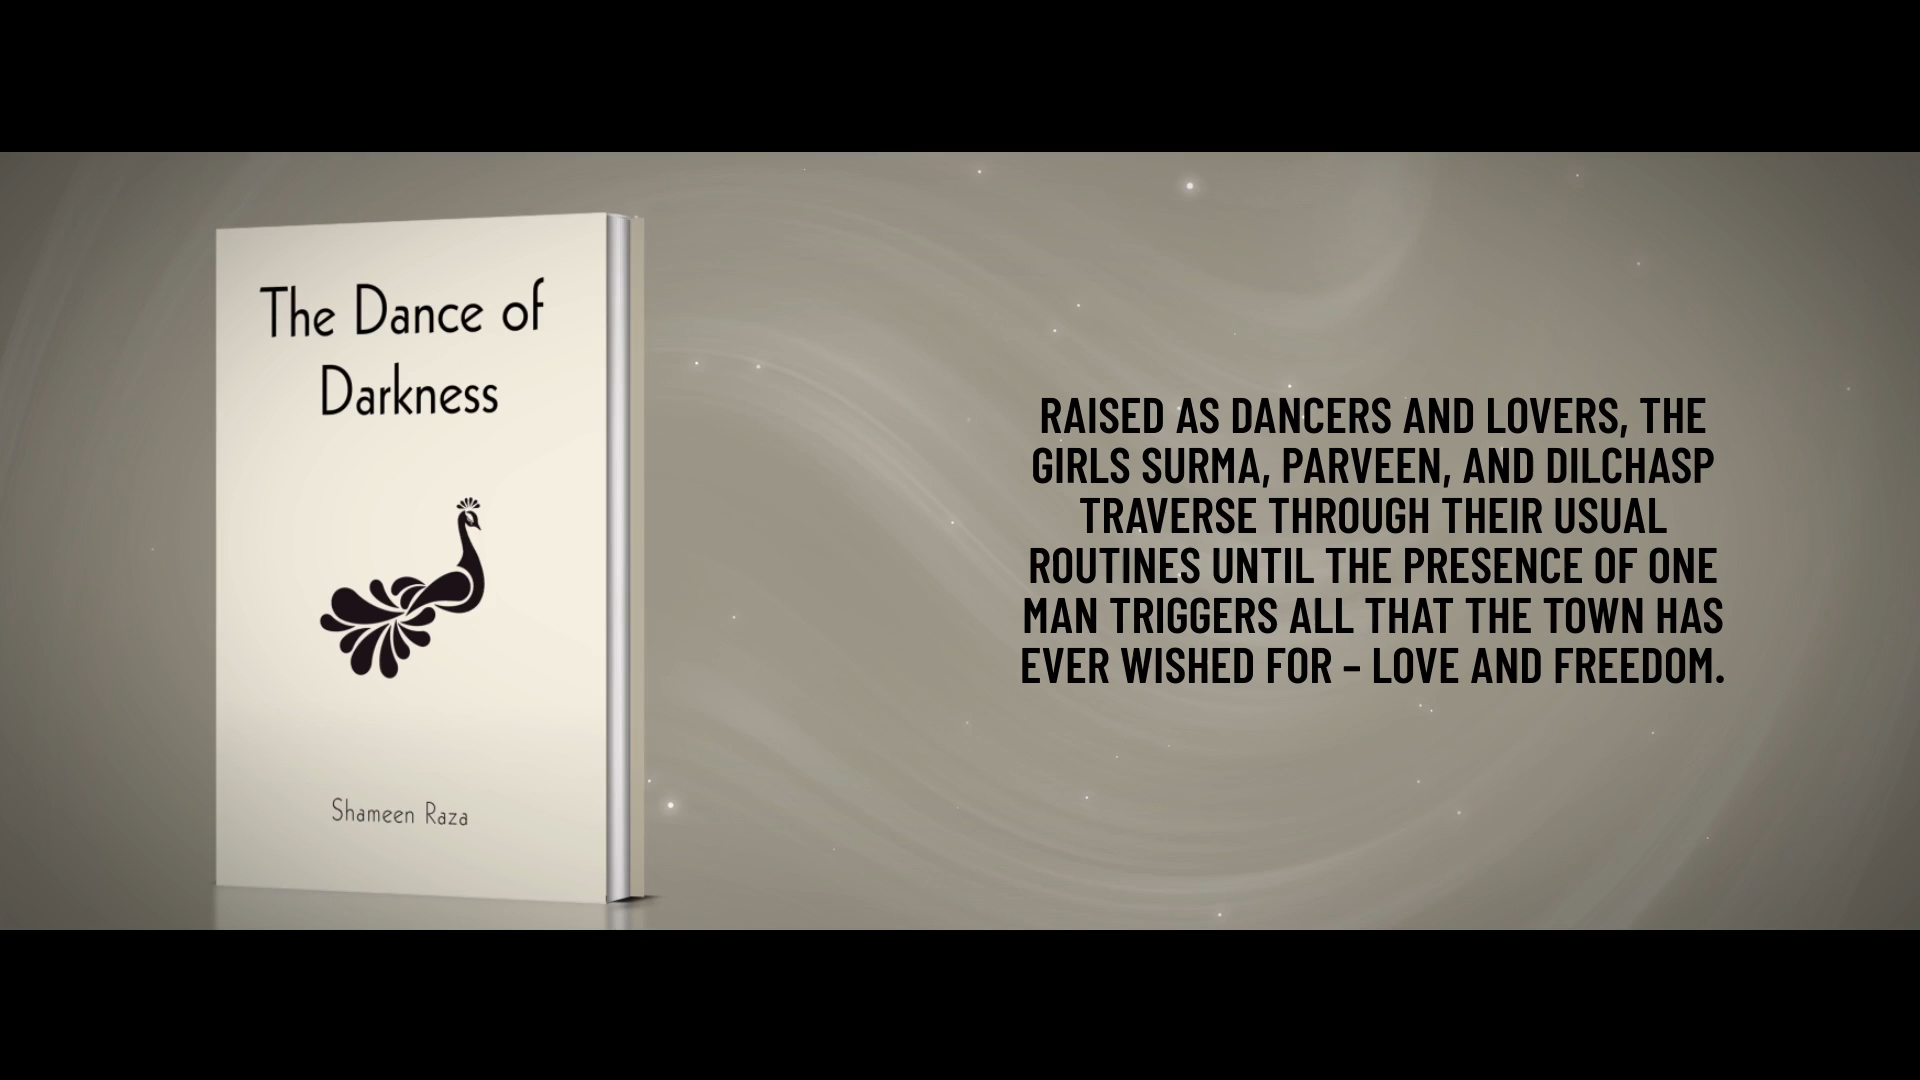 The Dance of
Darkness
Shameen Raza
RAISED AS DANCERS AND LOVERS, THE
GIRLS SURMA, PARVEEN, AND DILCHASP
TRAVERSE THROUGH THEIR USUAL
ROUTINES UNTIL THE PRESENCE OF ONE
MAN TRIGGERS ALL THAT THE TOWN HAS
EVER WISHED FOR – LOVE AND FREEDOM.